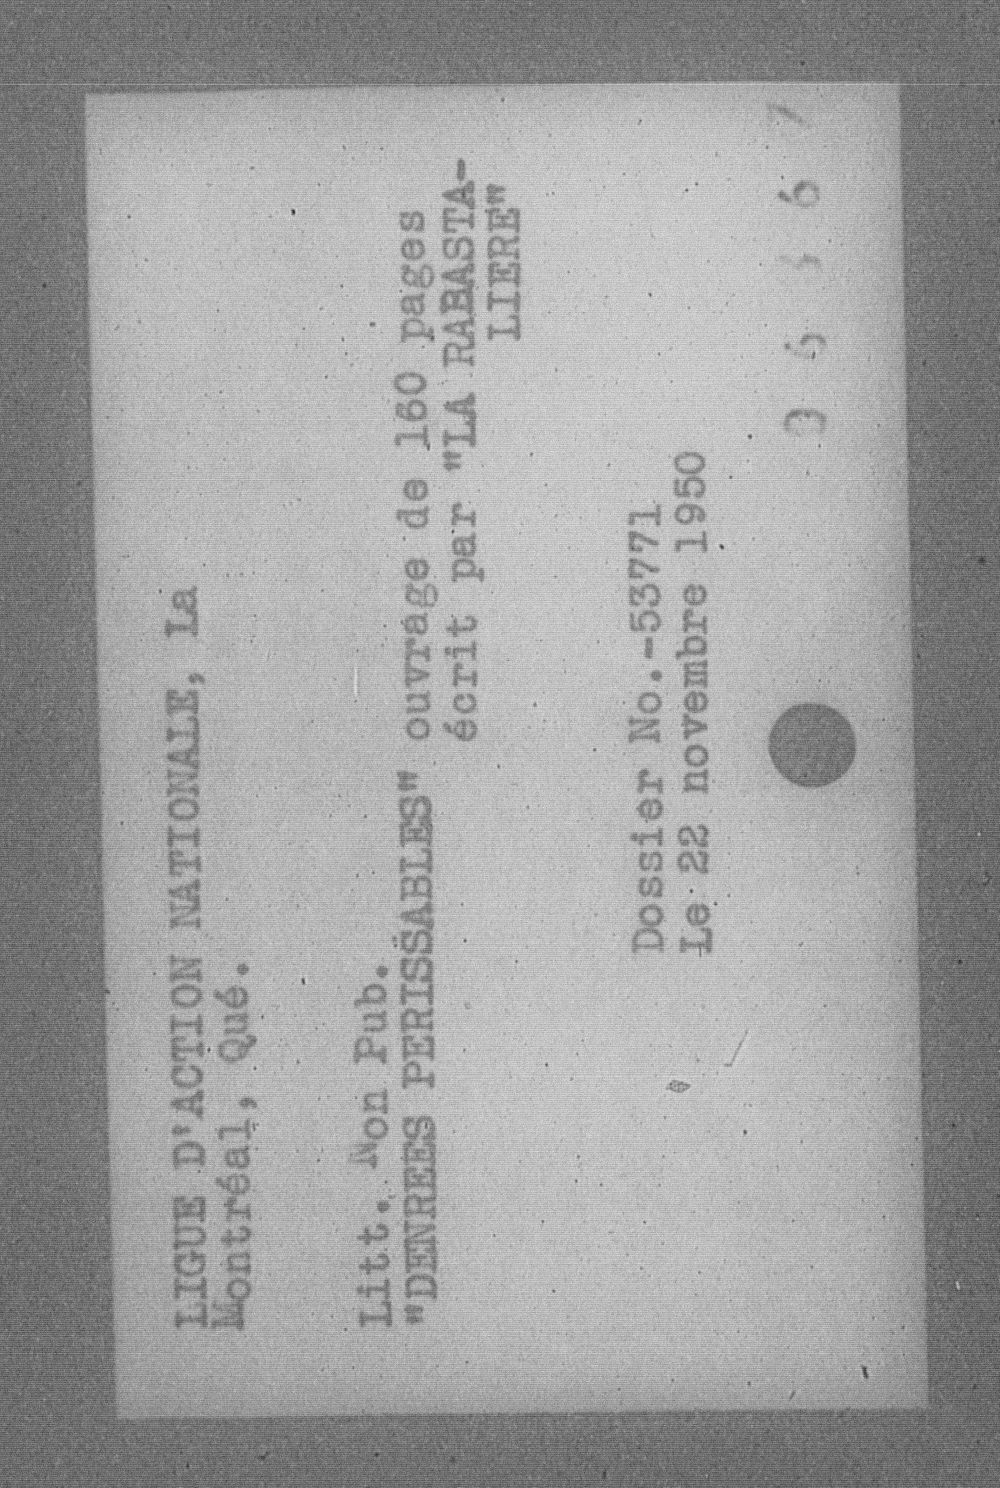 LIGUE D'ACTION NATIONALE, La
Montréal, Qué.
Litt. Non Pub.
"DENREES PERISSABLES" ouvrage de 160 pages
écrit par "LA RABASTA-
LIERE"
Dossier No.-53771
Le 22 novembre 1950